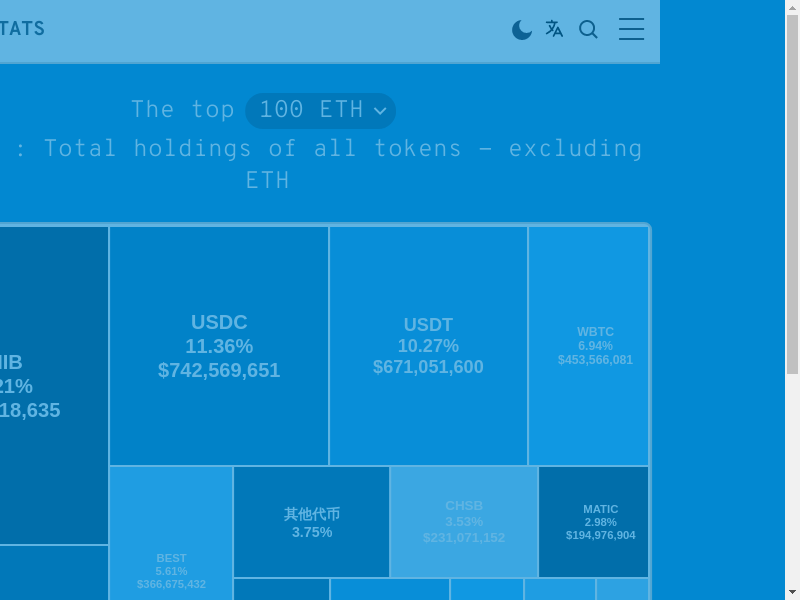 TATS
The top 100 ETH
: Total holdings of all tokens – excluding
ETH
USDC
11.36%
$742,569,651
USDT
10.27%
$671,051,600
WBTC
6.94%
$453,566,081
IIB
21%
18,635
BEST
5.61%
$366,675,432
其他代币
3.75%
CHSB
3.53%
$231,071,152
MATIC
2.98%
$194,976,904